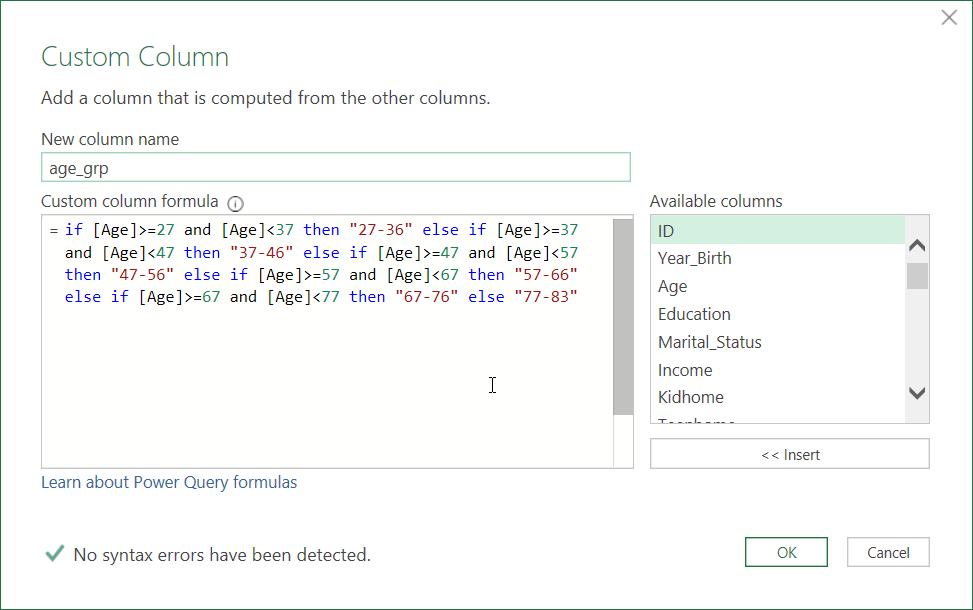 Custom Column
Add a column that is computed from the other columns.
New column name
age_grp
Custom column formula
= if [Age]>=27 and [Age]<37 then "27-36" else if [Age]>=37
and [Age]<47 then "37-46" else if [Age]>=47 and [Age]<57
then "47-56" else if [Age]>=57 and [Age]<67 then "57-66"
else if [Age]>=67 and [Age]<77 then "67-76" else "77-83"
Available columns
ID
Year_Birth
Age
Education
Marital_Status
Income
Kidhome
<< Insert
Learn about Power Query formulas
No syntax errors have been detected.
OK
Cancel